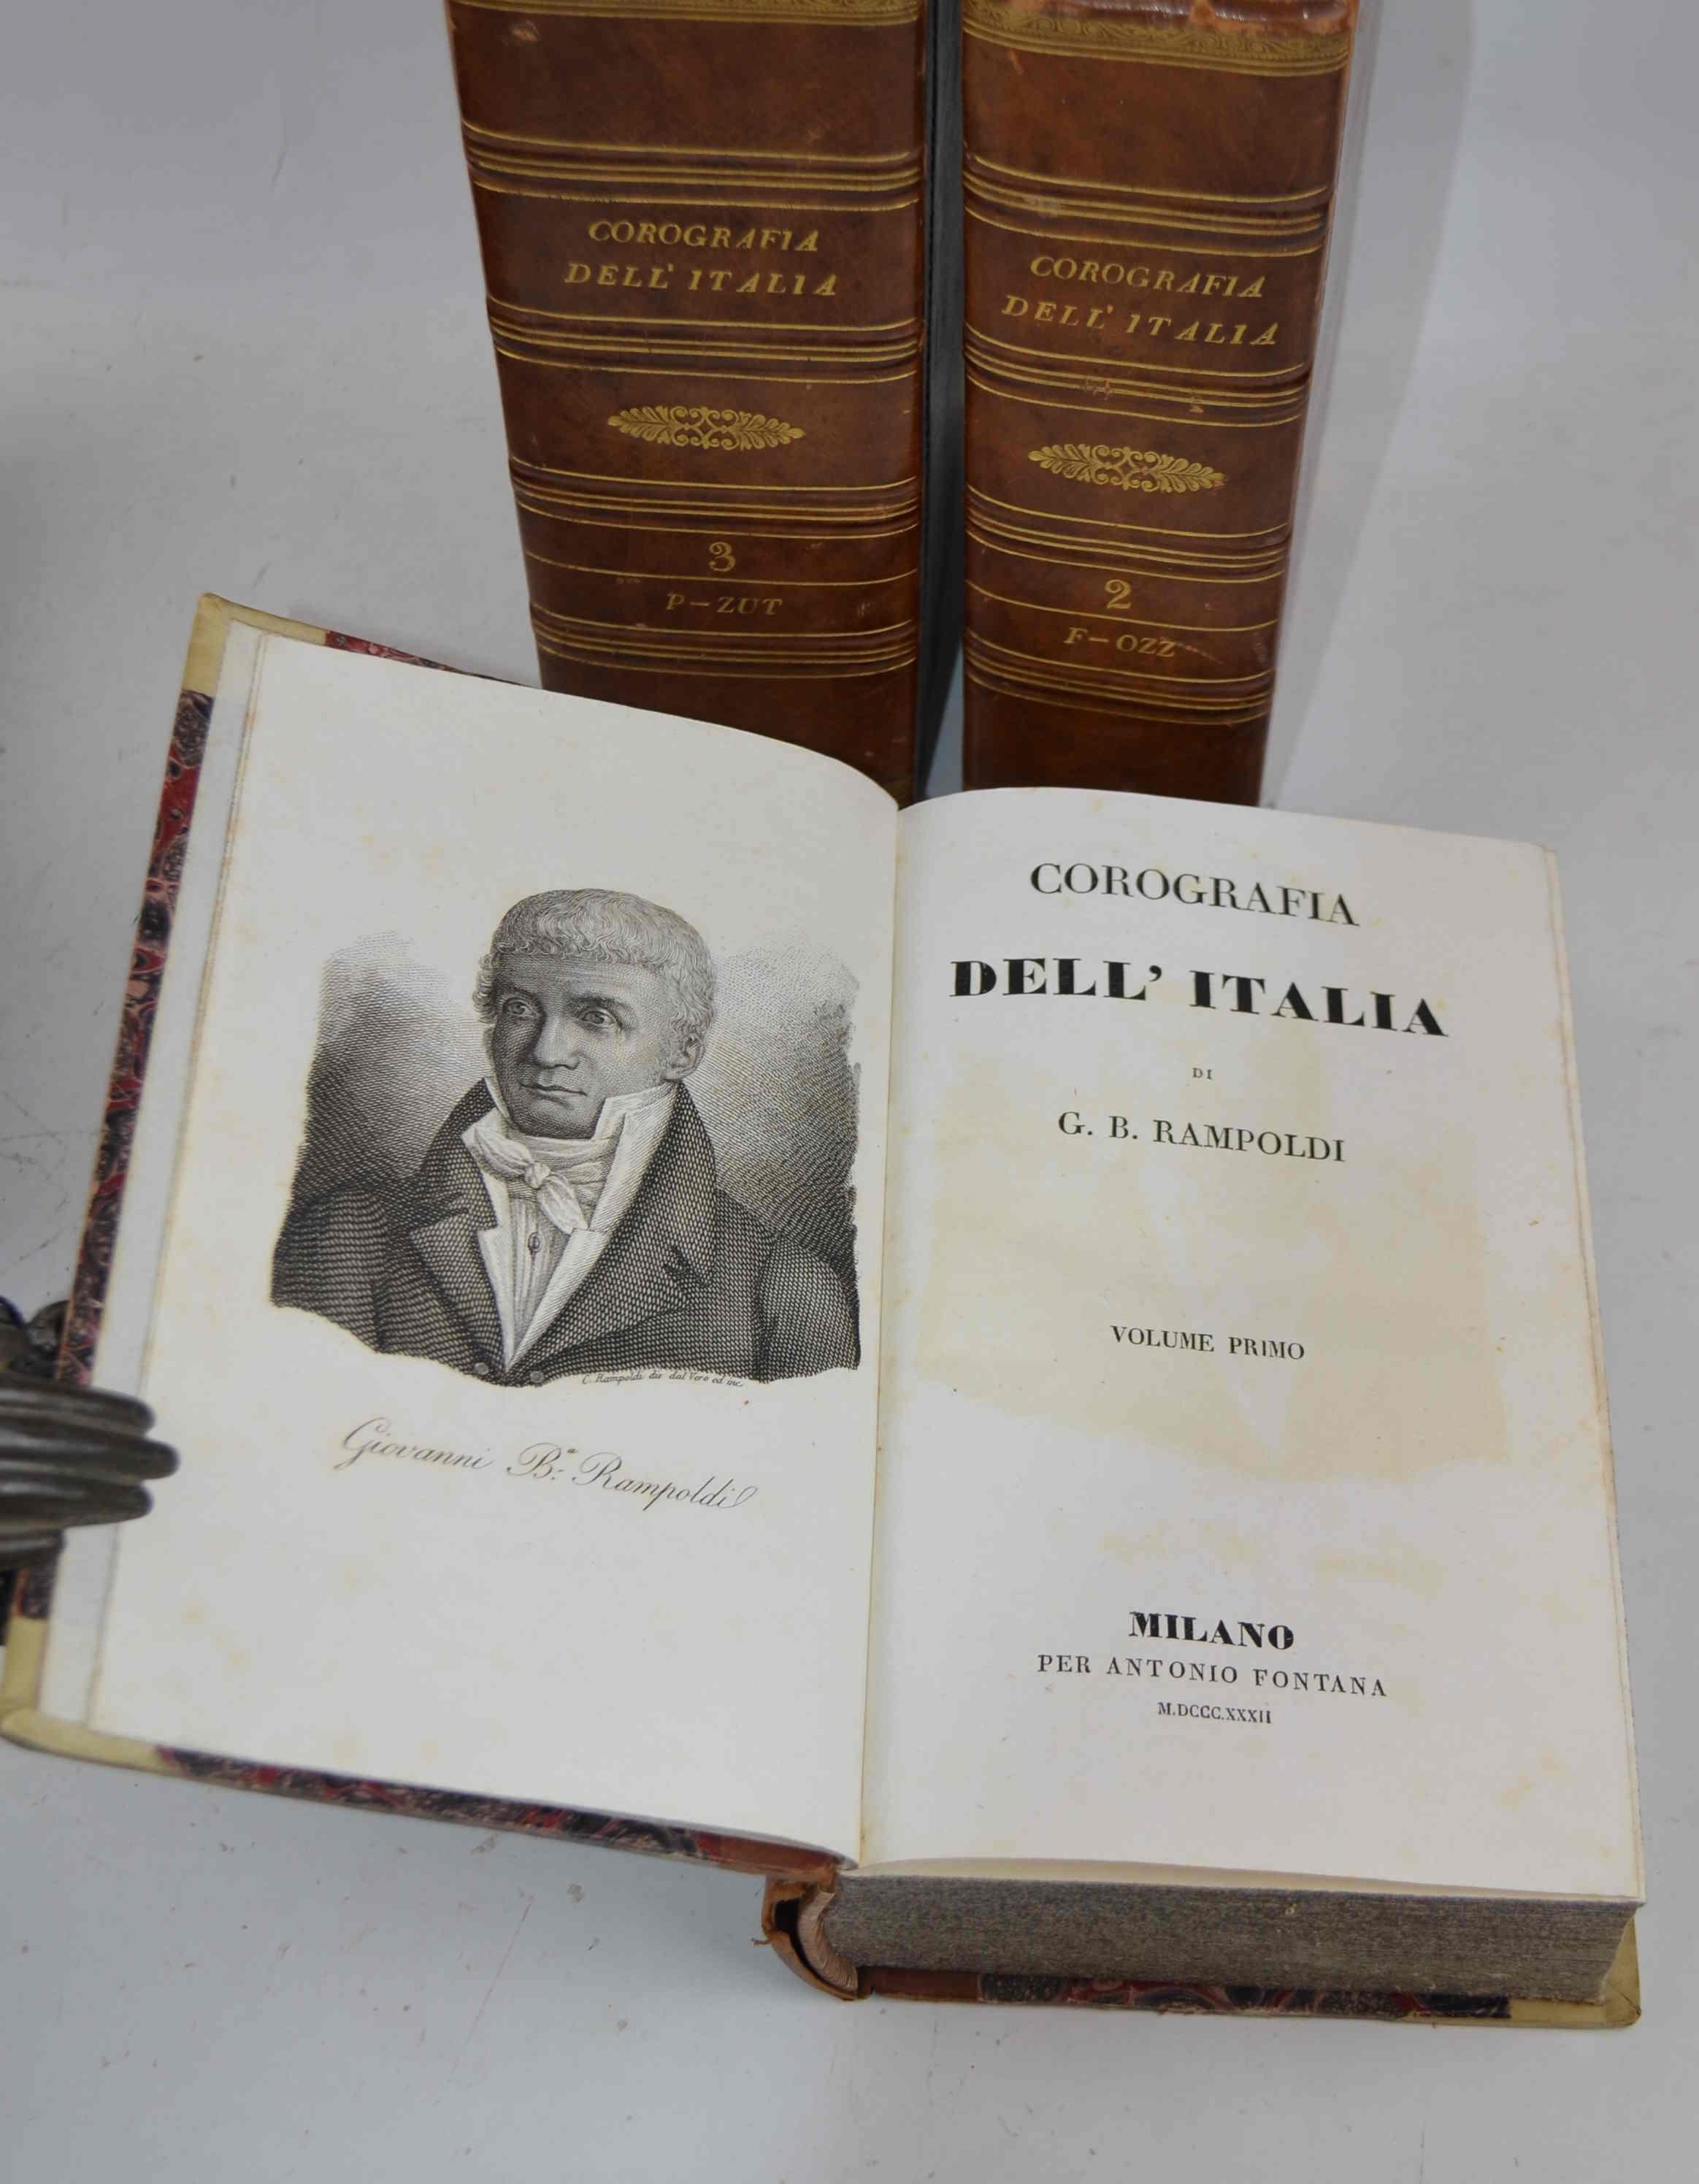 COROGRAFIA
DELL' ITALIA
3
P-ZUT
COROGRAFIA
DELL' ITALIA
2
F-OZZ
C. Rampoldi dis dal Vero ed inc.
Giovanni B.ª Rampoldi
COROGRAFIA
DELL' ITALIA
DI
G. B. RAMPOLDI
VOLUME PRIMO
MILANO
PER ANTONIO FONTANA
M.DCCC.XXXII